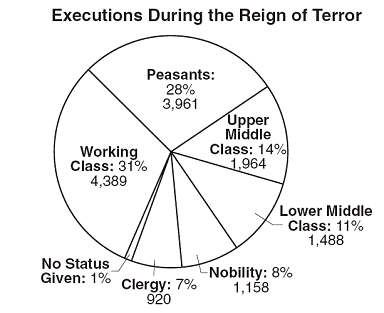 Executions During the Reign of Terror
Peasants:
28%
3,961
Upper
Middle
Class: 14%
1,964
Working
Class: 31%
4,389
Lower Middle
Class: 11%
1,488
No Status
Given: 1%
Clergy: 7%
920
Nobility: 8%
1,158